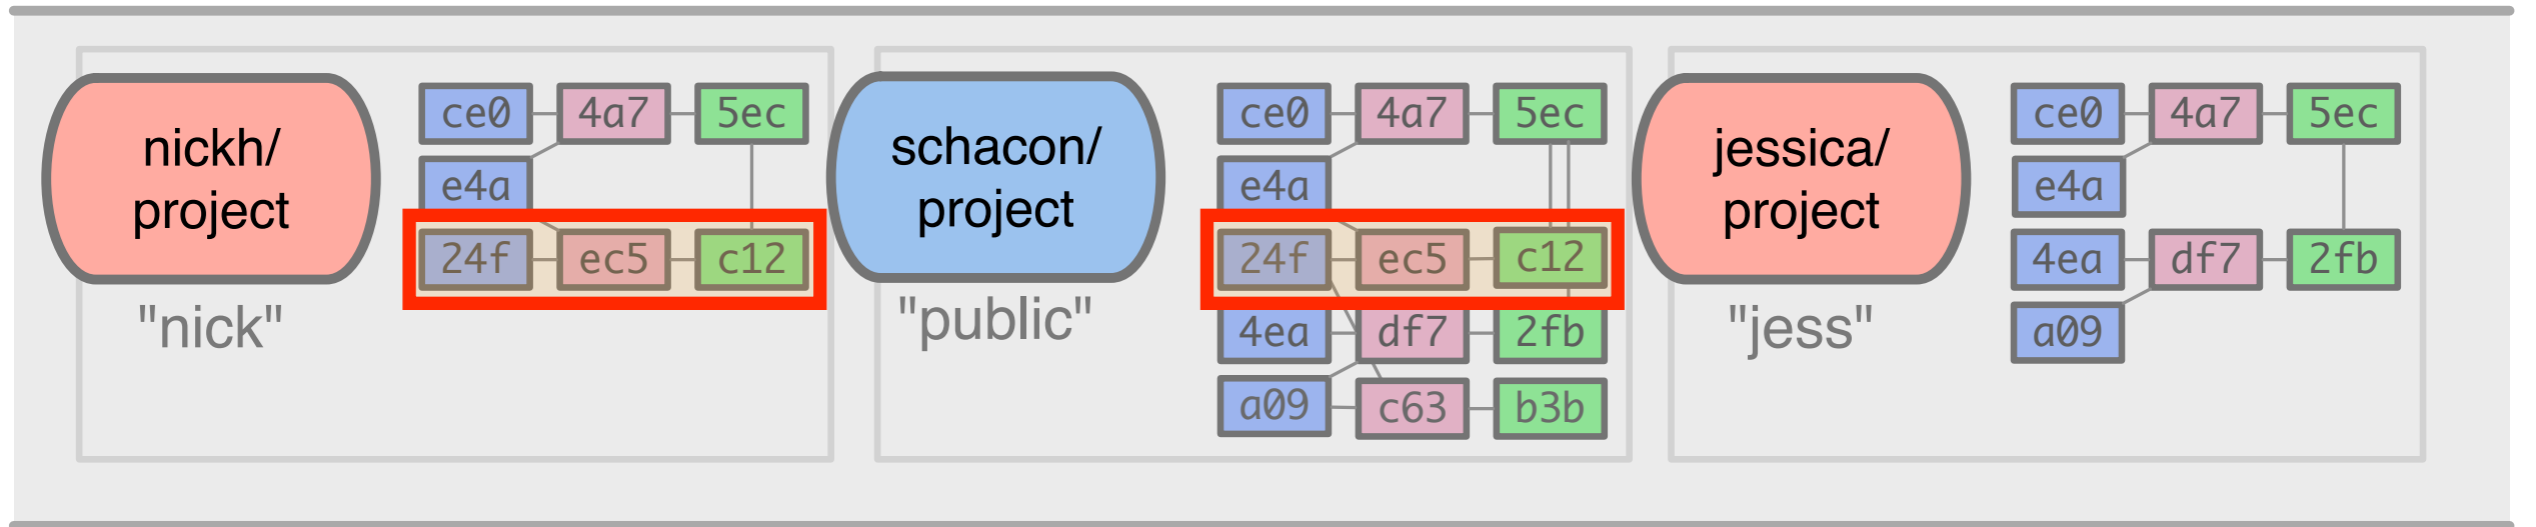 nickh/
project
"nick"
ce0 4a7 5ec
e4a
24f ec5 c12
schacon/
project
"public"
ce0 4a7 5ec
e4a
24f ec5 c12
4ea df7 2fb
a09 c63 b3b
jessica/
project
"jess"
ce0 4a7 5ec
e4a
4ea df7 2fb
a09